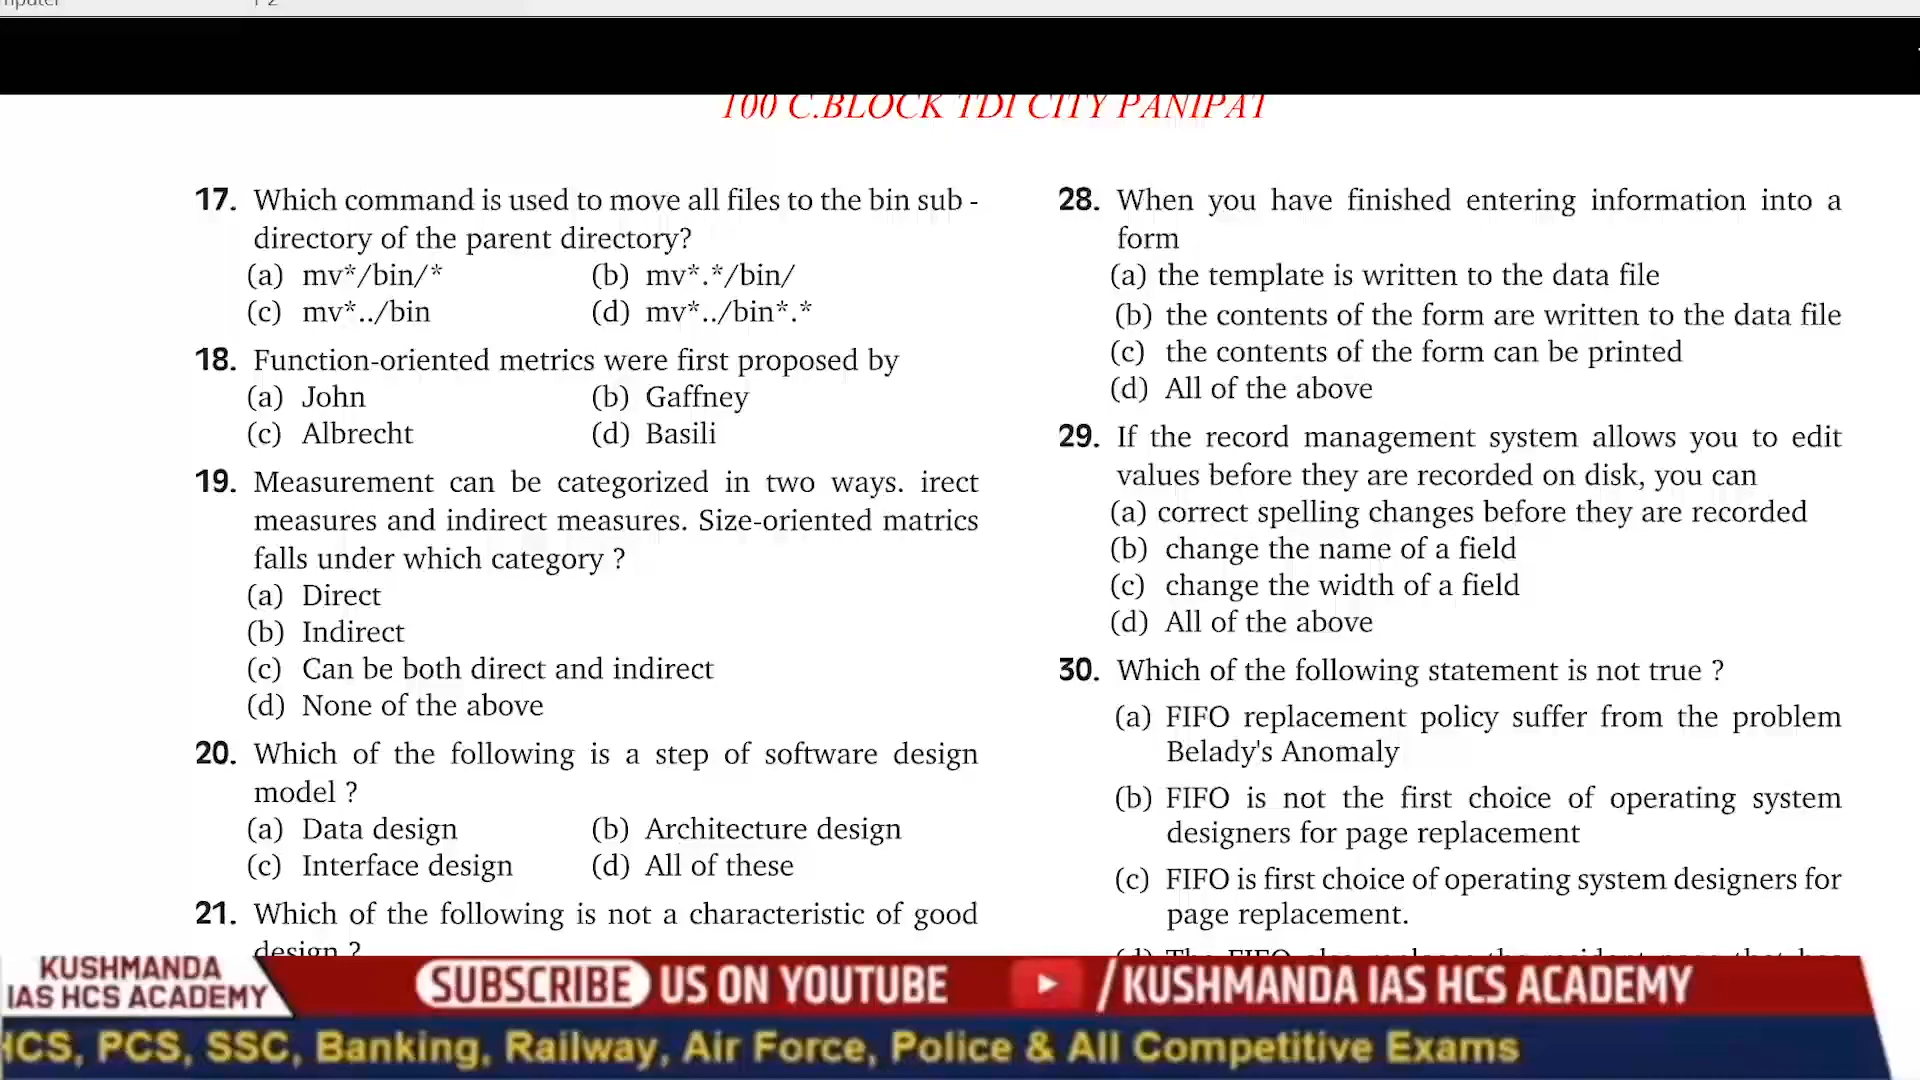 100 C.BLOCK TDI CITY PANIPAT
17. Which command is used to move all files to the bin sub -
directory of the parent directory?
(a) mv*/bin/* (b) mv*.*/bin/
(c) mv*../bin (d) mv*../bin*.*
18. Function-oriented metrics were first proposed by
(a) John (b) Gaffney
(c) Albrecht (d) Basili
19. Measurement can be categorized in two ways. irect
measures and indirect measures. Size-oriented matrics
falls under which category ?
(a) Direct
(b) Indirect
(c) Can be both direct and indirect
(d) None of the above
20. Which of the following is a step of software design
model ?
(a) Data design (b) Architecture design
(c) Interface design (d) All of these
21. Which of the following is not a characteristic of good
design ?
28. When you have finished entering information into a
form
(a) the template is written to the data file
(b) the contents of the form are written to the data file
(c) the contents of the form can be printed
(d) All of the above
29. If the record management system allows you to edit
values before they are recorded on disk, you can
(a) correct spelling changes before they are recorded
(b) change the name of a field
(c) change the width of a field
(d) All of the above
30. Which of the following statement is not true ?
(a) FIFO replacement policy suffer from the problem
Belady's Anomaly
(b) FIFO is not the first choice of operating system
designers for page replacement
(c) FIFO is first choice of operating system designers for
page replacement.
(d) The FIFO also replaces the resident page that has
KUSHMANDA
IAS HCS ACADEMY
SUBSCRIBE US ON YOUTUBE /KUSHMANDA IAS HCS ACADEMY
HCS, PCS, SSC, Banking, Railway, Air Force, Police & All Competitive Exams